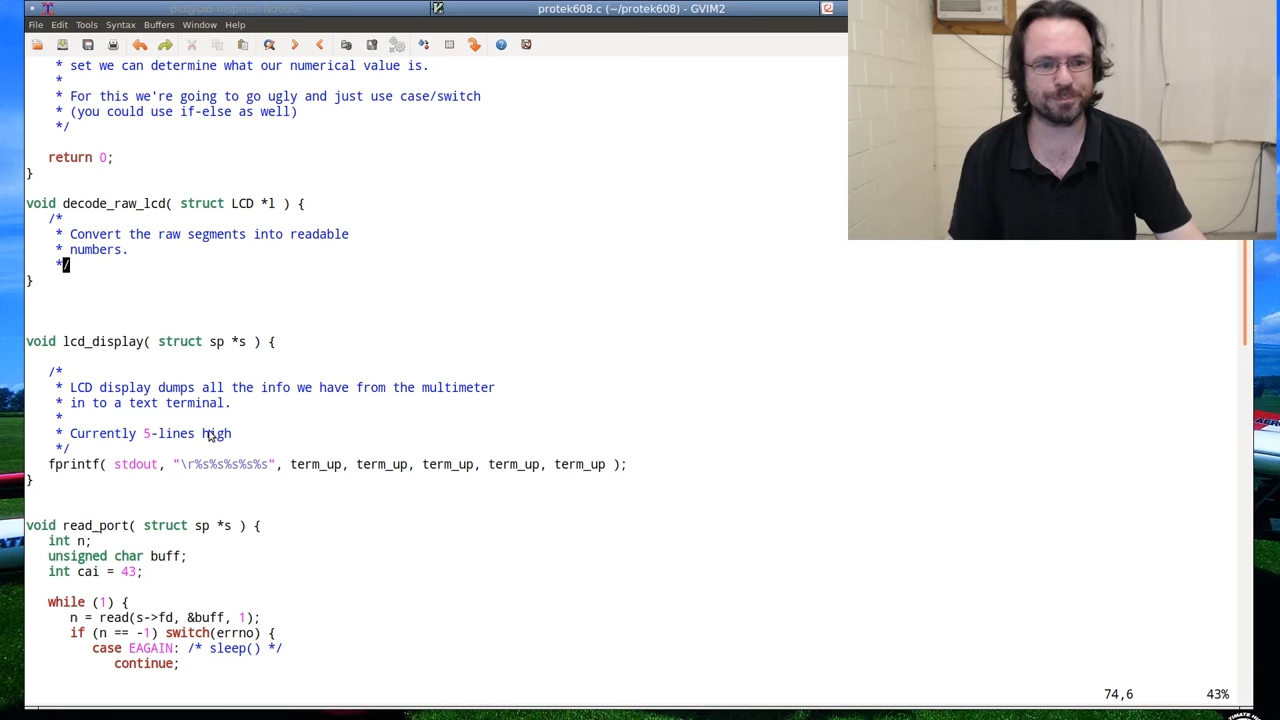 protek608.c (~/protek608) - GVIM2
File Edit Tools Syntax Buffers Window Help
* set we can determine what our numerical value is.
*
* For this we're going to go ugly and just use case/switch
* (you could use if-else as well)
*/
return 0;
}
void decode_raw_lcd( struct LCD *l ) {
/*
* Convert the raw segments into readable
* numbers.
*/
}
void lcd_display( struct sp *s ) {
/*
* LCD display dumps all the info we have from the multimeter
* in to a text terminal.
*
* Currently 5-lines high
*/
fprintf( stdout, "\r%s%s%s%s%s", term_up, term_up, term_up, term_up, term_up );
}
void read_port( struct sp *s ) {
int n;
unsigned char buff;
int cai = 43;
while (1) {
n = read(s->fd, &buff, 1);
if (n == -1) switch(errno) {
case EAGAIN: /* sleep() */
continue;
74,6 43%